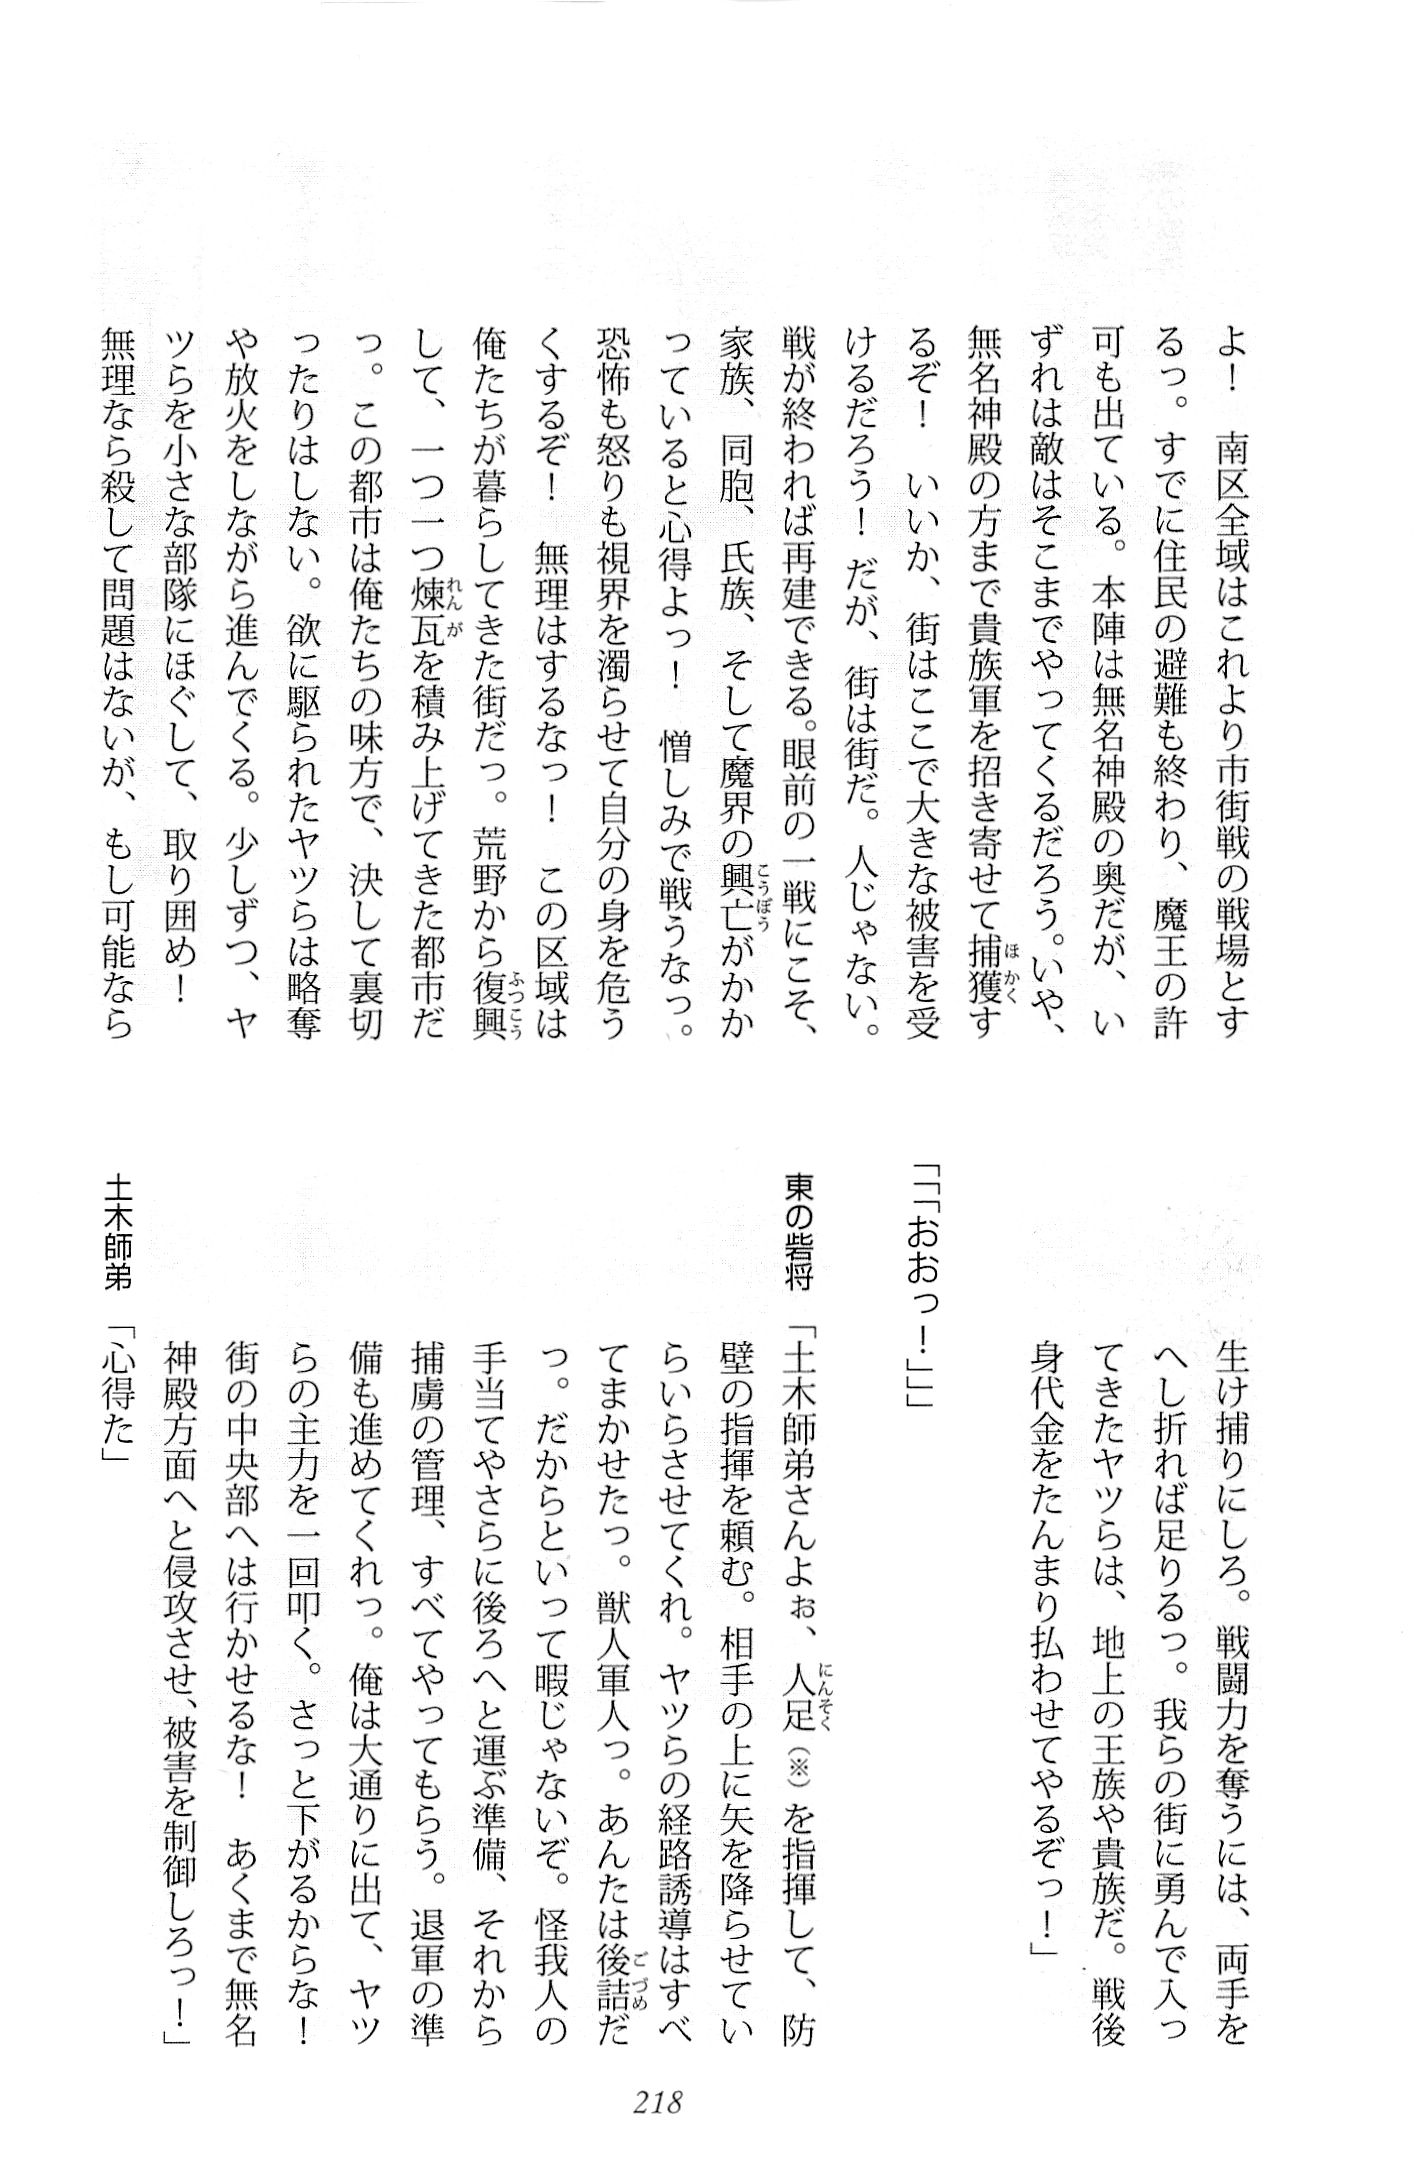 よ！　南区全域はこれより市街戦の戦場とす
るっ。すでに住民の避難も終わり、魔王の許
可も出ている。本陣は無名神殿の奥だが、い
ずれは敵はそこまでやってくるだろう。いや、
無名神殿の方まで貴族軍を招き寄せて捕獲す
るぞ！　いいか、街はここで大きな被害を受
けるだろう！だが、街は街だ。人じゃない。
戦が終われば再建できる。眼前の一戦にこそ、
家族、同胞、氏族、そして魔界の興亡がかか
っていると心得よっ！　憎しみで戦うなっ。
恐怖も怒りも視界を濁らせて自分の身を危う
くするぞ！　無理はするなっ！　この区域は
俺たちが暮らしてきた街だっ。荒野から復興
して、一つ一つ煉瓦を積み上げてきた都市だ
っ。この都市は俺たちの味方で、決して裏切
ったりはしない。欲に駆られたヤツらは略奪
や放火をしながら進んでくる。少しずつ、ヤ
ツらを小さな部隊にほぐして、取り囲め！
無理なら殺して問題はないが、もし可能なら
生け捕りにしろ。戦闘力を奪うには、両手を
へし折れば足りるっ。我らの街に勇んで入っ
てきたヤツらは、地上の王族や貴族だ。戦後
身代金をたんまり払わせてやるぞっ！」
「「「おおっ！」」」
東の砦将　「土木師弟さんよぉ、人足（※）を指揮して、防
壁の指揮を頼む。相手の上に矢を降らせてい
らいらさせてくれ。ヤツらの経路誘導はすべ
てまかせたっ。獣人軍人っ。あんたは後詰だ
っ。だからといって暇じゃないぞ。怪我人の
手当てやさらに後ろへと運ぶ準備、それから
捕虜の管理、すべてやってもらう。退軍の準
備も進めてくれっ。俺は大通りに出て、ヤツ
らの主力を一回叩く。さっと下がるからな！
街の中央部へは行かせるな！　あくまで無名
神殿方面へと侵攻させ、被害を制御しろっ！」
土木師弟　「心得た」
218